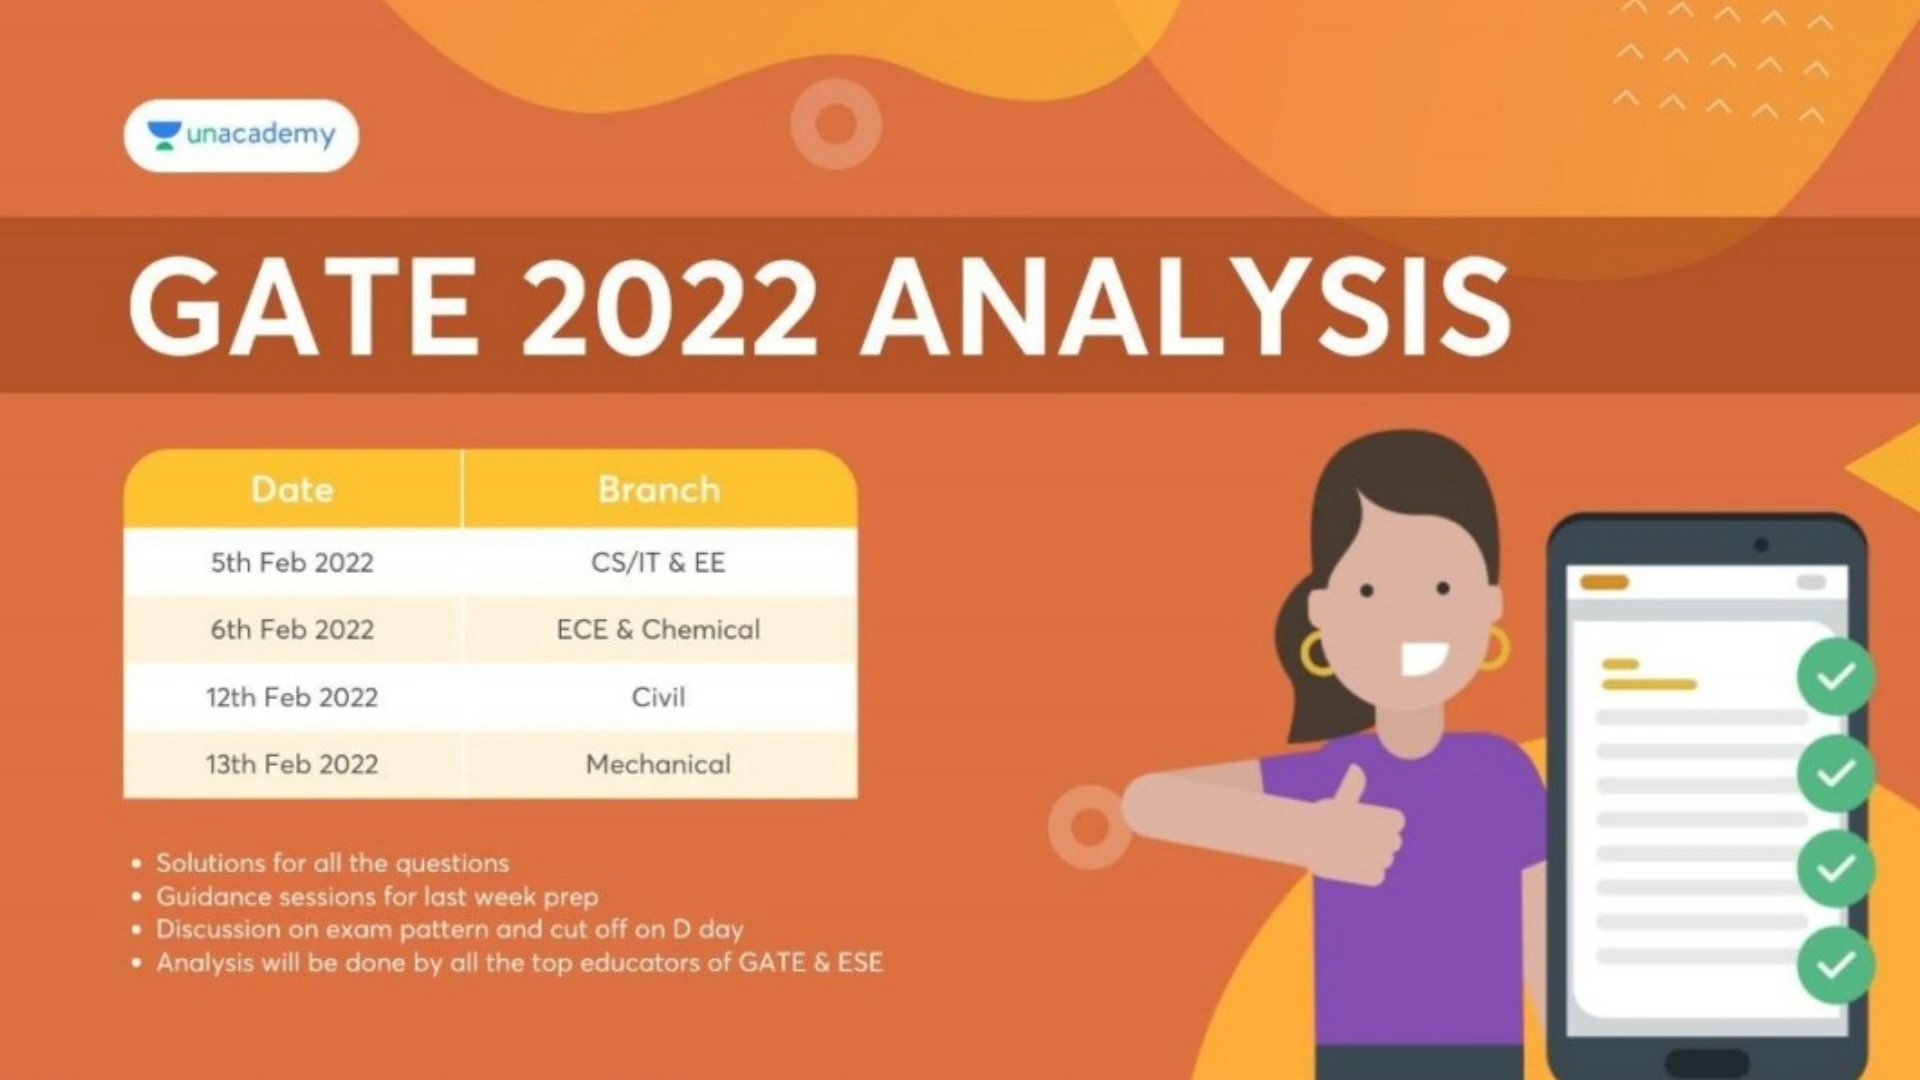 unacademy
GATE 2022 ANALYSIS
Date Branch
5th Feb 2022 CS/IT & EE
6th Feb 2022 ECE & Chemical
12th Feb 2022 Civil
13th Feb 2022 Mechanical
• Solutions for all the questions
• Guidance sessions for last week prep
• Discussion on exam pattern and cut off on D day
• Analysis will be done by all the top educators of GATE & ESE